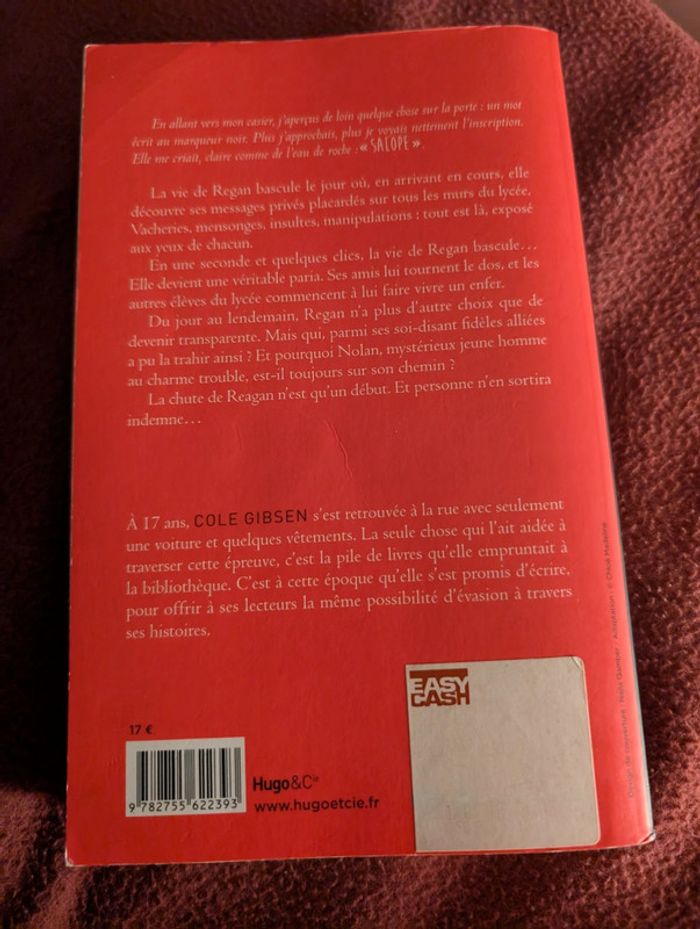 En allant vers mon casier, j'aperçus de loin quelque chose sur la porte : un mot
écrit au marqueur noir. Plus j'approchais, plus je voyais nettement l'inscription.
Elle me criait, claire comme de l'eau de roche : « SALOPE ».
La vie de Regan bascule le jour où, en arrivant en cours, elle
découvre ses messages privés placardés sur tous les murs du lycée.
Vacheries, mensonges, insultes, manipulations : tout est là, exposé
aux yeux de chacun.
En une seconde et quelques clics, la vie de Regan bascule...
Elle devient une véritable paria. Ses amis lui tournent le dos, et les
autres élèves du lycée commencent à lui faire vivre un enfer.
Du jour au lendemain, Regan n'a plus d'autre choix que de
devenir transparente. Mais qui, parmi ses soi-disant fidèles alliées
a pu la trahir ainsi ? Et pourquoi Nolan, mystérieux jeune homme
au charme trouble, est-il toujours sur son chemin ?
La chute de Reagan n'est qu'un début. Et personne n'en sortira
indemne...
À 17 ans, COLE GIBSEN s'est retrouvée à la rue avec seulement
une voiture et quelques vêtements. La seule chose qui l'ait aidée à
traverser cette épreuve, c'est la pile de livres qu'elle empruntait à
la bibliothèque. C'est à cette époque qu'elle s'est promis d'écrire,
pour offrir à ses lecteurs la même possibilité d'évasion à travers
ses histoires.
EASY
CASH
17 €
9 782755 622393
Hugo&Cie
www.hugoetcie.fr
Design de couverture : Gamber - Adaptation : © Chloé Madeline